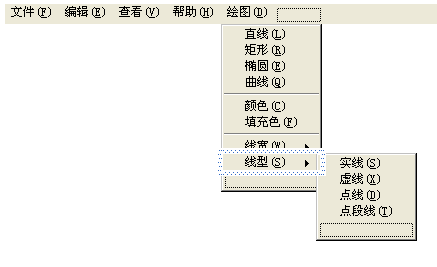 文件(F) 编辑(E) 查看(V) 帮助(H) 绘图(D)
直线(L)
矩形(R)
椭圆(E)
曲线(Q)
颜色(C)
填充色(F)
线宽(W)
线型(S)
实线(S)
虚线(X)
点线(D)
点段线(T)